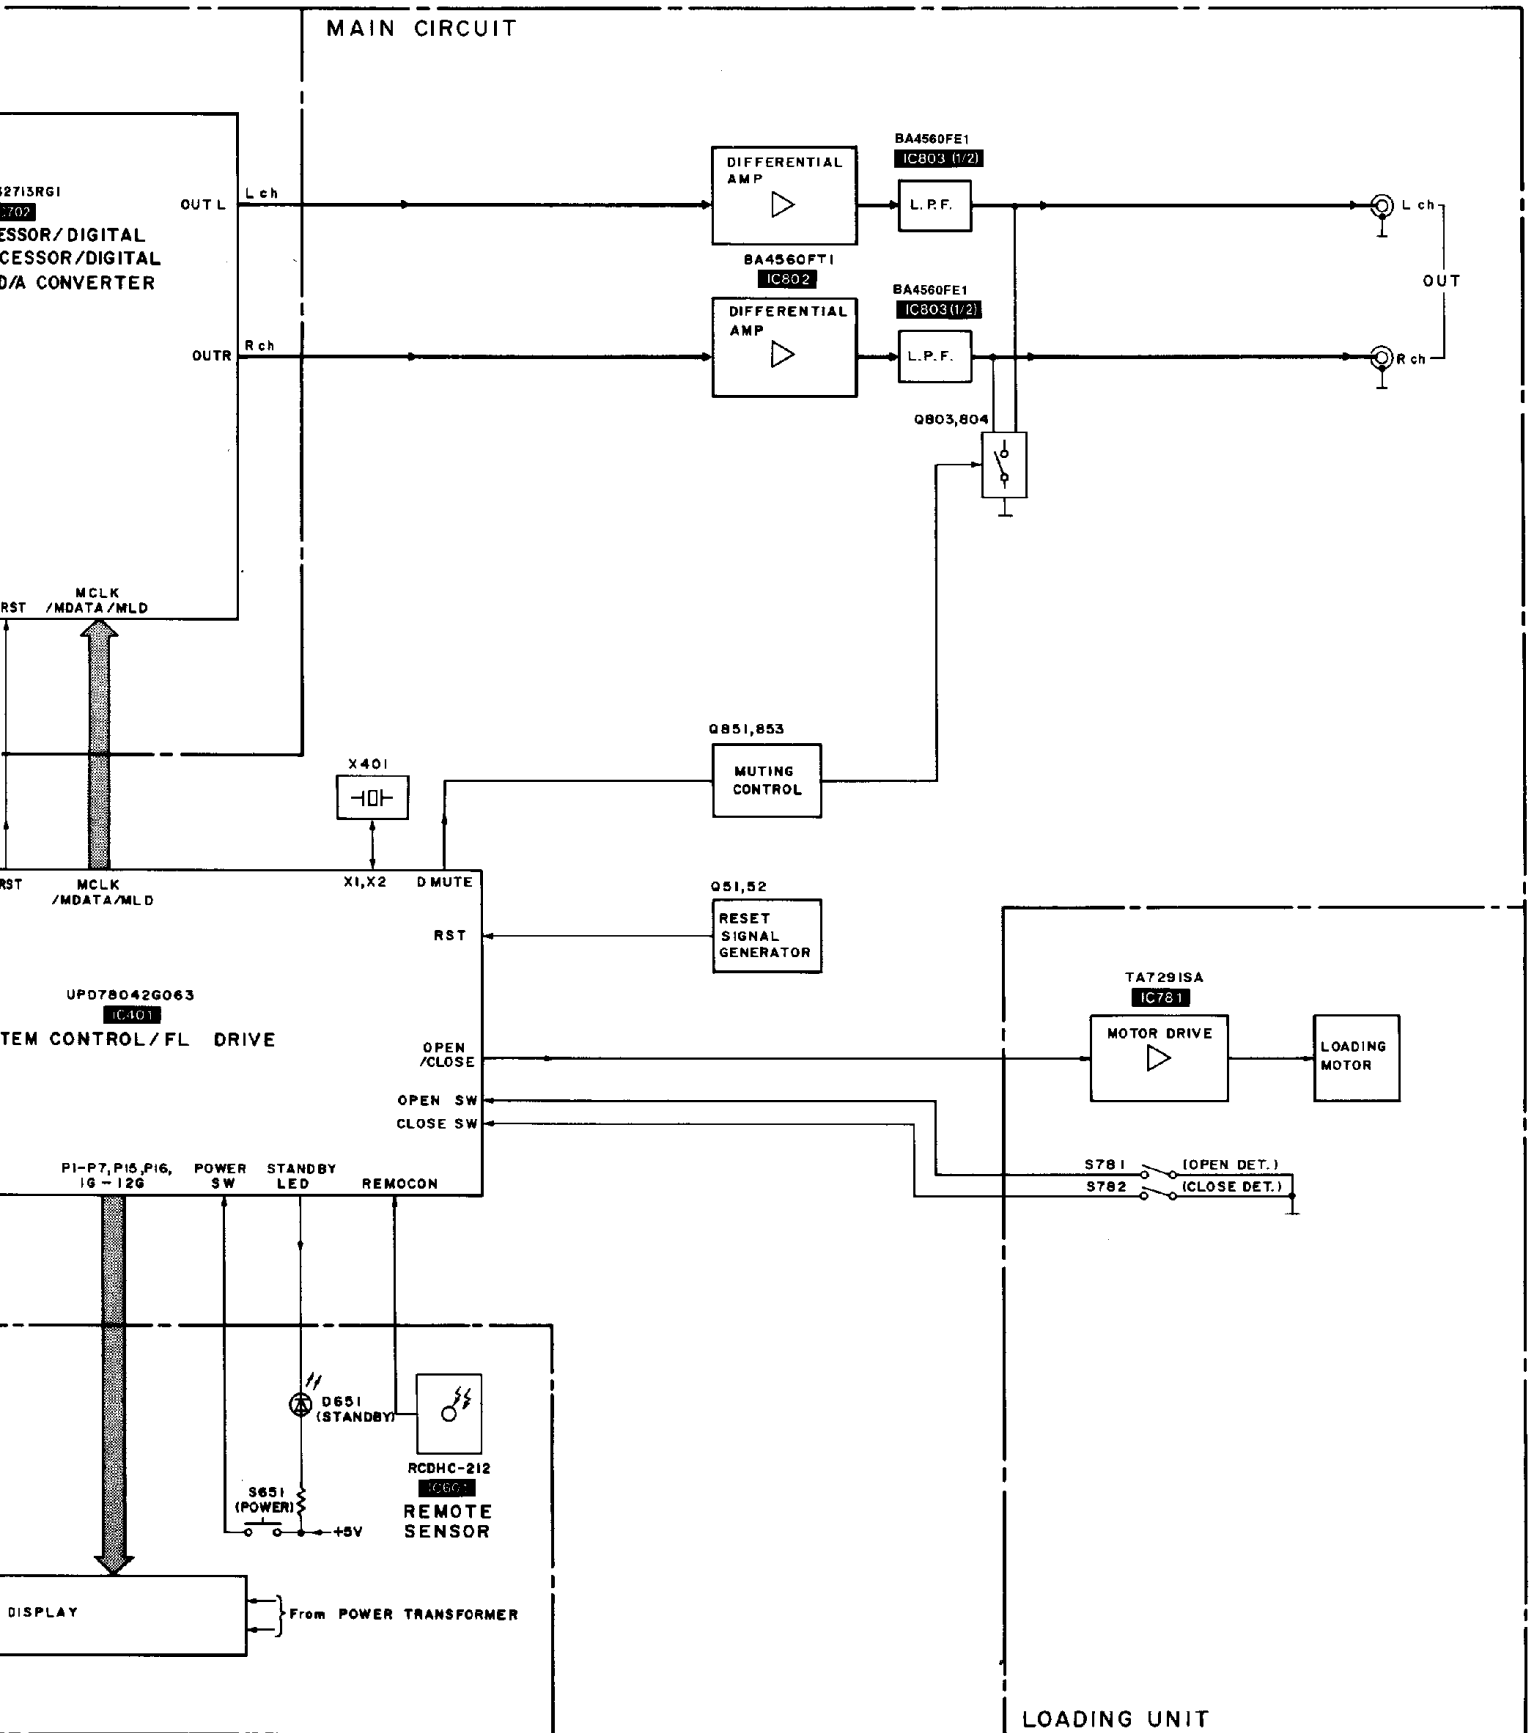 MAIN CIRCUIT
BA4560FE1
IC803 (1/2)
DIFFERENTIAL
AMP
L.P.F.
L ch
OUT L
L ch
ESSOR/DIGITAL
CESSOR/DIGITAL
D/A CONVERTER
BA4560FT1
IC802
OUT
BA4560FE1
IC803(1/2)
DIFFERENTIAL
AMP
L.P.F.
R ch
OUTR
R ch
Q803,804
MCLK
RST /MDATA/MLD
Q851,853
MUTING
CONTROL
X401
RST
MCLK
/MDATA/MLD
X1,X2
D MUTE
Q51,52
RESET
SIGNAL
GENERATOR
RST
UPD78042G063
IC401
TEM CONTROL/FL DRIVE
TA7291SA
IC781
MOTOR DRIVE
LOADING
MOTOR
OPEN
/CLOSE
OPEN SW
CLOSE SW
S781 (OPEN DET.)
S782 (CLOSE DET.)
P1-P7,P15,P16,
1G-12G
POWER
SW
STANDBY
LED
REMOCON
D651
(STANDBY)
RCDHC-212
REMOTE
SENSOR
S651
(POWER)
+5V
DISPLAY
From POWER TRANSFORMER
LOADING UNIT